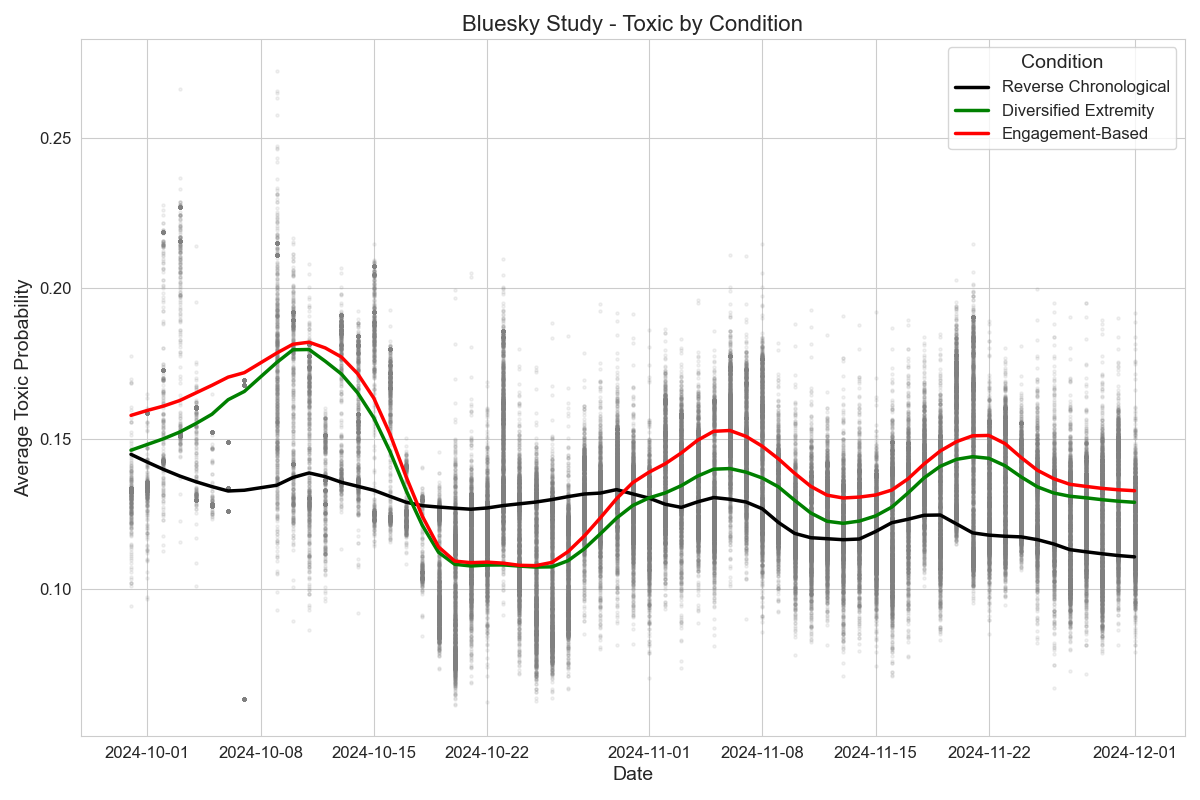 Bluesky Study - Toxic by Condition
Condition
Reverse Chronological
Diversified Extremity
Engagement-Based
Average Toxic Probability
0.25
0.20
0.15
0.10
2024-10-01
2024-10-08
2024-10-15
2024-10-22
2024-11-01
2024-11-08
2024-11-15
2024-11-22
2024-12-01
Date